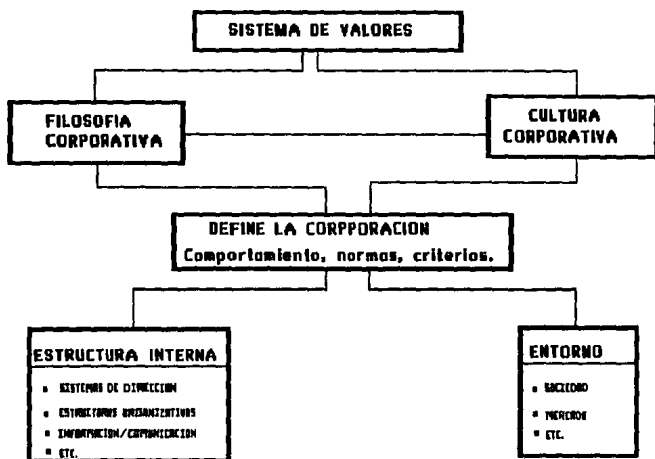 SISTEMA DE VALORES
FILOSOFIA
CORPORATIVA
CULTURA
CORPORATIVA
DEFINE LA CORPPORACION
Comportamiento, normas, criterios.
ESTRUCTURA INTERNA
▪ SISTEMAS DE DIRECCION
▪ ESTRUCTURAS ORGANIZATIVAS
▪ INFORMACION/COMUNICACION
▪ ETC.
ENTORNO
▪ SOCIEDAD
▪ MERCADO
▪ ETC.